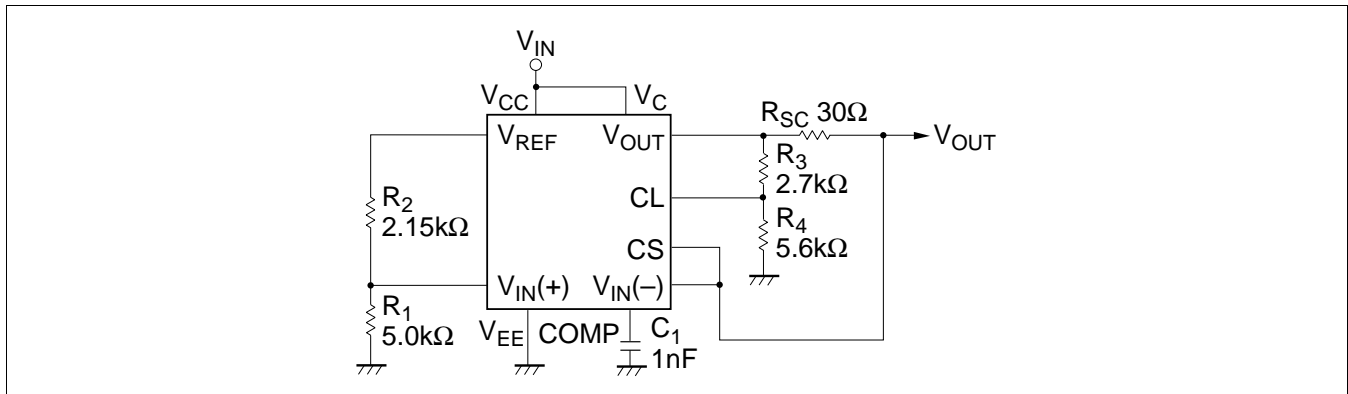 VIN
VCC VC
RSC 30Ω
VREF VOUT VOUT
R3
2.7kΩ
R2
2.15kΩ
CL
R4
5.6kΩ
CS
VIN(+) VIN(–)
R1
5.0kΩ
VEE COMP C1
1nF